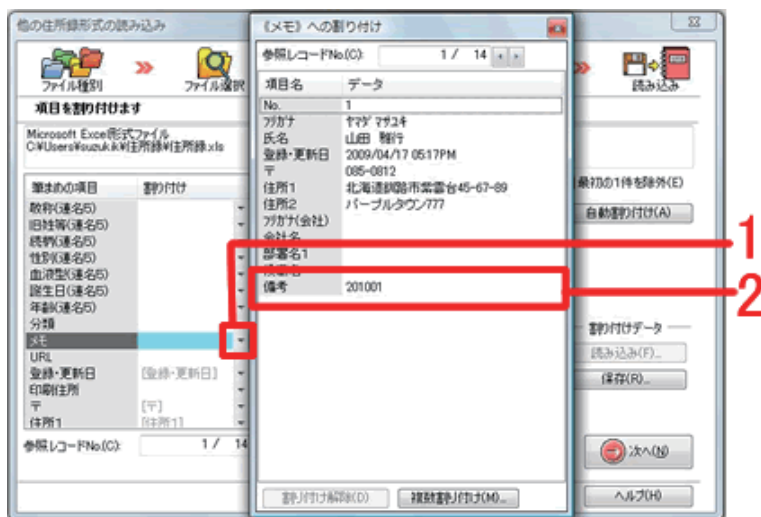 他の住所録形式の読み込み
ファイル種別
ファイル選択
項目を割り付けます
Microsoft Excel形式ファイル
C:¥Users¥suzukik¥住所録¥住所録.xls
筆まめの項目 割り付け
敬称(連名5)
旧姓等(連名5)
続柄(連名5)
性別(連名5)
血液型(連名5)
誕生日(連名5)
年齢(連名5)
分類
メモ
URL
登録・更新日 [登録・更新日]
印刷住所
〒 [〒]
住所1 [住所1]
参照レコードNo.(C): 1 / 14
《メモ》への割り付け
参照レコードNo.(C): 1 / 14
項目名 データ
No. 1
フリガナ ヤマダ マサユキ
氏名 山田 雅行
登録・更新日 2009/04/17 05:17PM
〒 085-0812
住所1 北海道釧路市紫雲台45-67-89
住所2 パープルタウン777
フリガナ(会社)
会社名
部署名1
備考 201001
割り付け解除(D)
複数割り付け(M)...
読み込み
最初の1件を除外(E)
自動割り付け(A)
割り付けデータ
読み込み(F)...
保存(R)...
次へ(N)
ヘルプ(H)
1
2